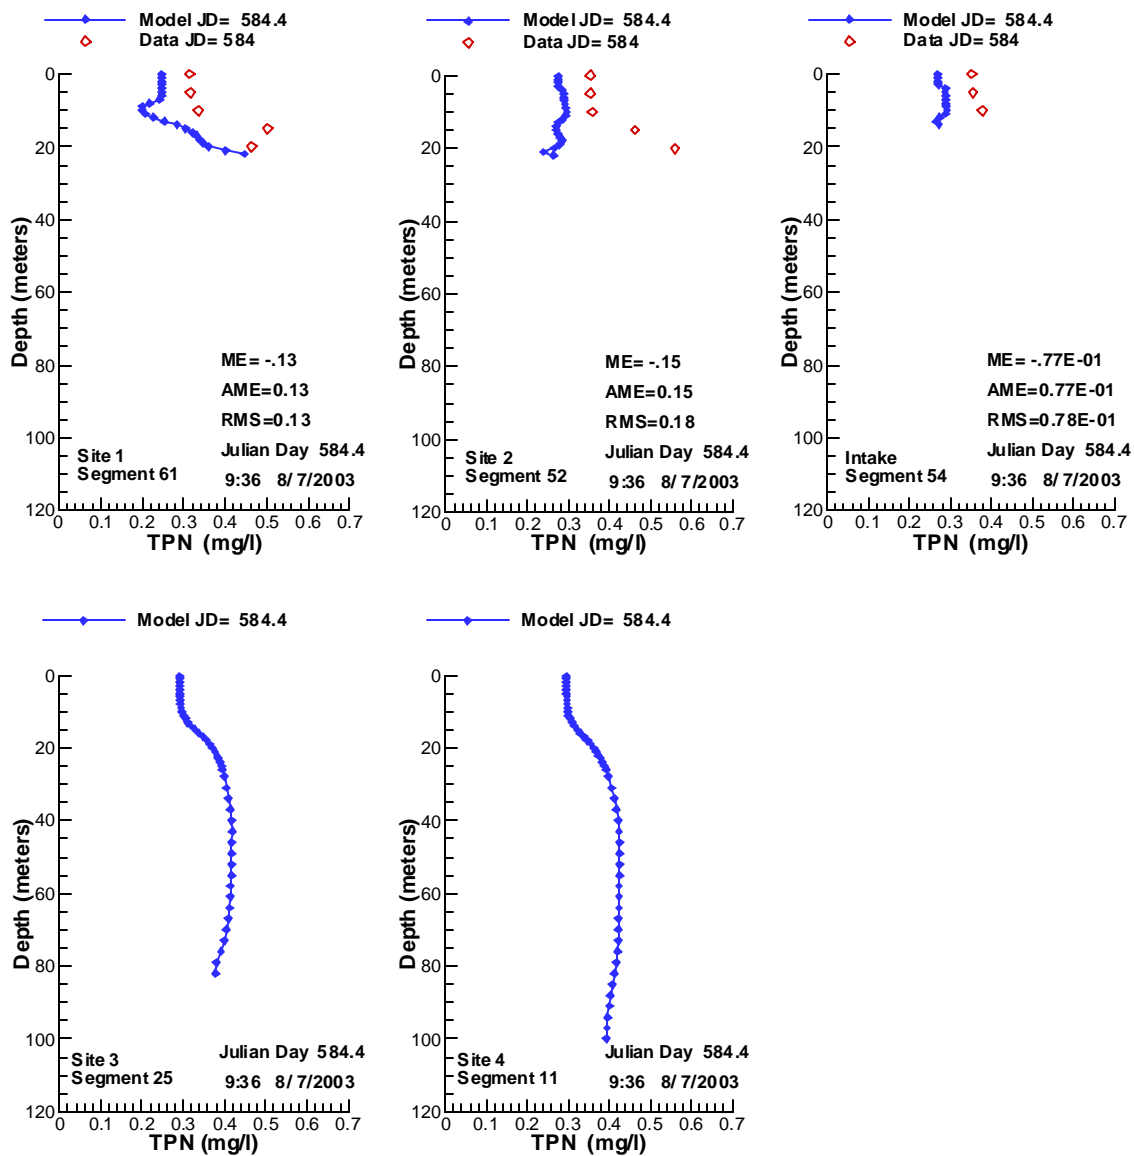 Model JD= 584.4
Data JD= 584
0
20
40
60
80
100
120
Depth (meters)
ME= -.13
AME=0.13
RMS=0.13
Julian Day 584.4
9:36 8/ 7/2003
Site 1
Segment 61
0 0.1 0.2 0.3 0.4 0.5 0.6 0.7
TPN (mg/l)
Model JD= 584.4
Data JD= 584
0
20
40
60
80
100
120
Depth (meters)
ME= -.15
AME=0.15
RMS=0.18
Julian Day 584.4
9:36 8/ 7/2003
Site 2
Segment 52
0 0.1 0.2 0.3 0.4 0.5 0.6 0.7
TPN (mg/l)
Model JD= 584.4
Data JD= 584
0
20
40
60
80
100
120
Depth (meters)
ME= -.77E-01
AME=0.77E-01
RMS=0.78E-01
Julian Day 584.4
9:36 8/ 7/2003
Intake
Segment 54
0 0.1 0.2 0.3 0.4 0.5 0.6 0.7
TPN (mg/l)
Model JD= 584.4
0
20
40
60
80
100
120
Depth (meters)
Julian Day 584.4
9:36 8/ 7/2003
Site 3
Segment 25
0 0.1 0.2 0.3 0.4 0.5 0.6 0.7
TPN (mg/l)
Model JD= 584.4
0
20
40
60
80
100
120
Depth (meters)
Julian Day 584.4
9:36 8/ 7/2003
Site 4
Segment 11
0 0.1 0.2 0.3 0.4 0.5 0.6 0.7
TPN (mg/l)